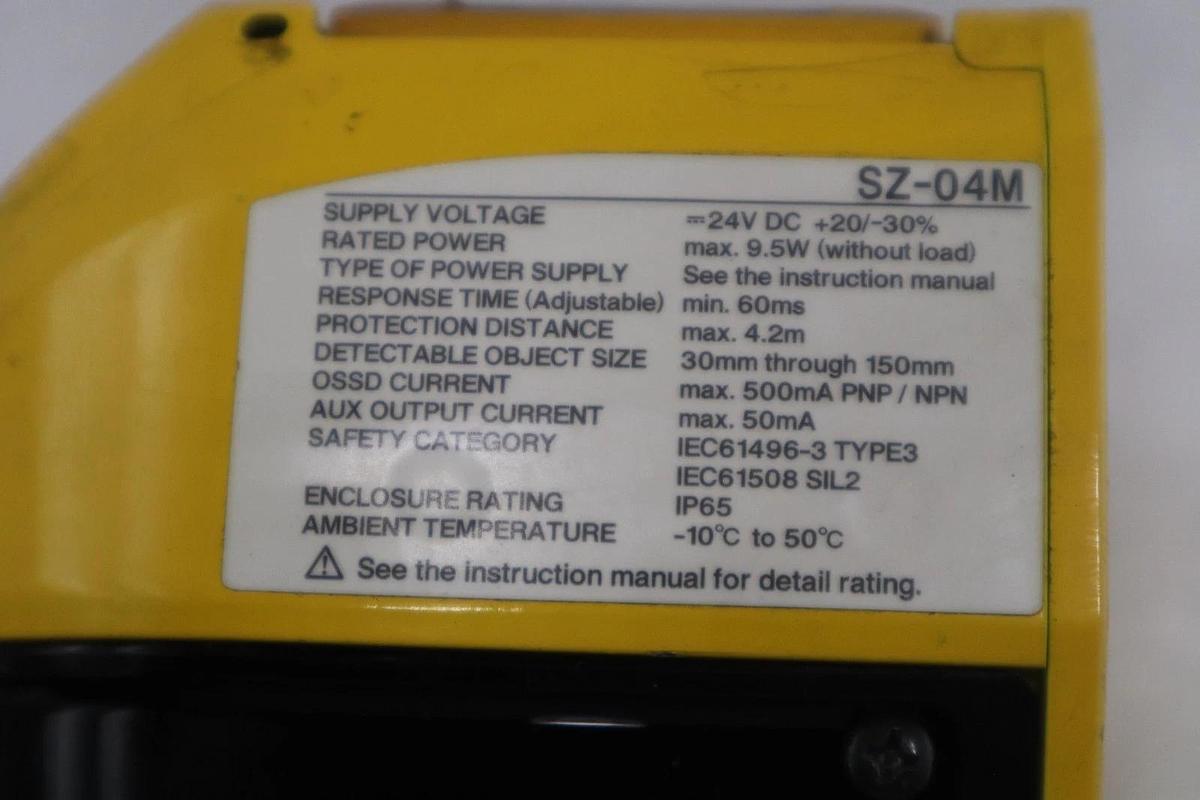 SZ-04M
SUPPLY VOLTAGE ⎓24V DC +20/-30%
RATED POWER max. 9.5W (without load)
TYPE OF POWER SUPPLY See the instruction manual
RESPONSE TIME (Adjustable) min. 60ms
PROTECTION DISTANCE max. 4.2m
DETECTABLE OBJECT SIZE 30mm through 150mm
OSSD CURRENT max. 500mA PNP / NPN
AUX OUTPUT CURRENT max. 50mA
SAFETY CATEGORY IEC61496-3 TYPE3
IEC61508 SIL2
ENCLOSURE RATING IP65
AMBIENT TEMPERATURE -10℃ to 50℃
⚠ See the instruction manual for detail rating.